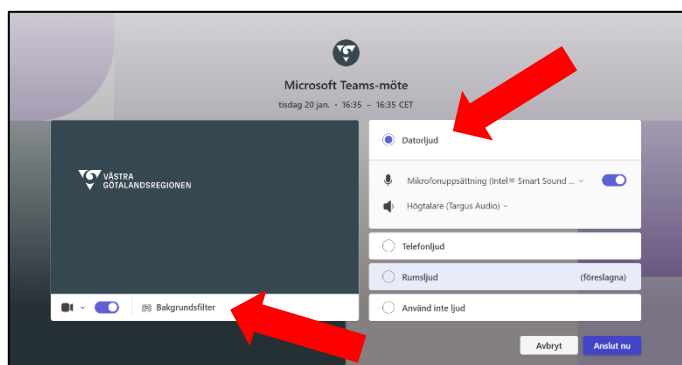 Microsoft Teams-möte
tisdag 20 jan. • 16:35 – 16:35 CET
Datorljud
VÄSTRA
GÖTALANDSREGIONEN
Mikrofonuppsättning (Intel® Smart Sound ...
Högtalare (Targus Audio)
Telefonljud
Rumsljud (föreslagna)
Bakgrundsfilter
Använd inte ljud
Avbryt Anslut nu